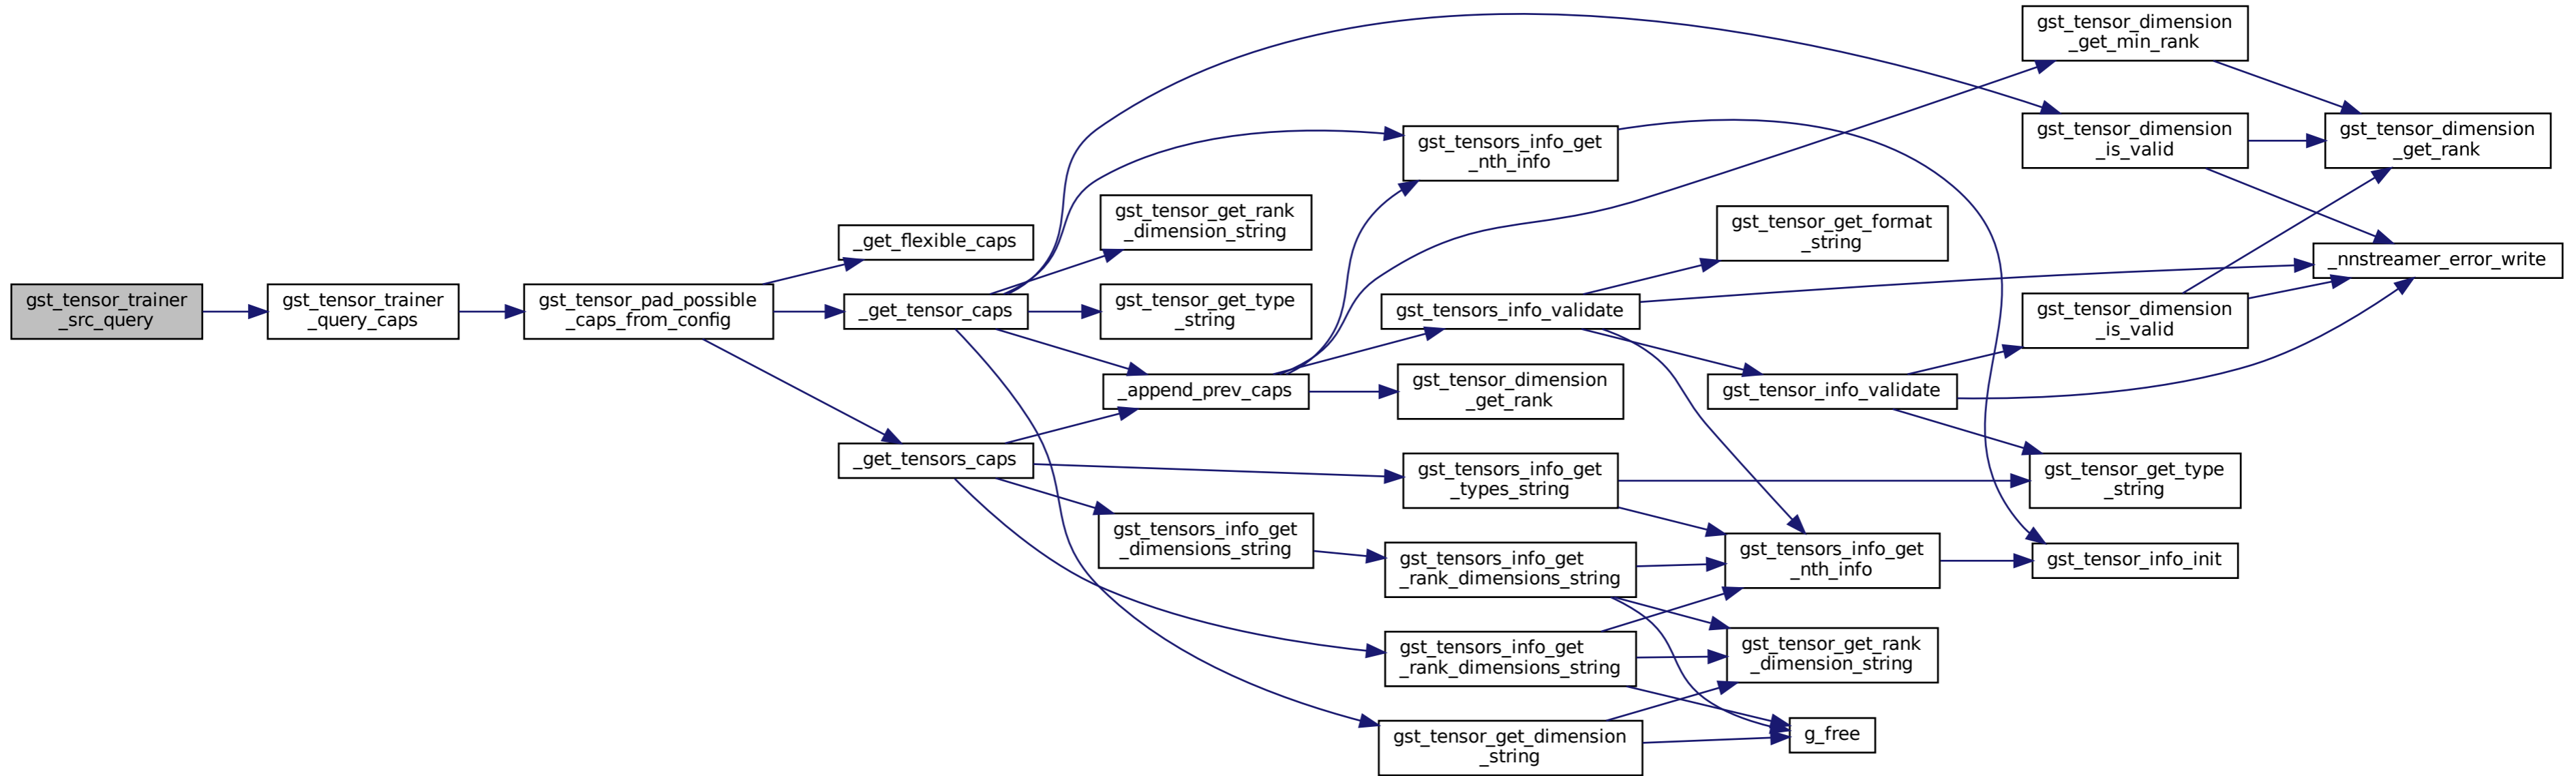 gst_tensor_trainer
_src_query
gst_tensor_trainer
_query_caps
gst_tensor_pad_possible
_caps_from_config
_get_flexible_caps
_get_tensor_caps
_get_tensors_caps
gst_tensor_get_rank
_dimension_string
gst_tensor_get_type
_string
_append_prev_caps
gst_tensors_info_get
_dimensions_string
gst_tensors_info_get
_nth_info
gst_tensors_info_validate
gst_tensor_dimension
_get_rank
gst_tensors_info_get
_types_string
gst_tensors_info_get
_rank_dimensions_string
gst_tensors_info_get
_rank_dimensions_string
gst_tensor_get_dimension
_string
gst_tensor_get_format
_string
gst_tensor_info_validate
gst_tensors_info_get
_nth_info
gst_tensor_get_rank
_dimension_string
g_free
gst_tensor_dimension
_get_min_rank
gst_tensor_dimension
_is_valid
gst_tensor_dimension
_is_valid
gst_tensor_get_type
_string
gst_tensor_info_init
gst_tensor_dimension
_get_rank
_nnstreamer_error_write